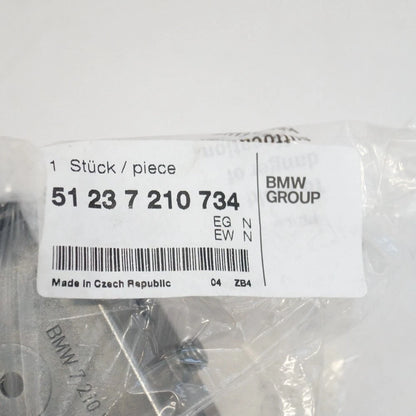 1 Stück / piece
51 23 7 210 734
EG N
EW N
BMW
GROUP
Made in Czech Republic 04 ZB4
BMW 7 210